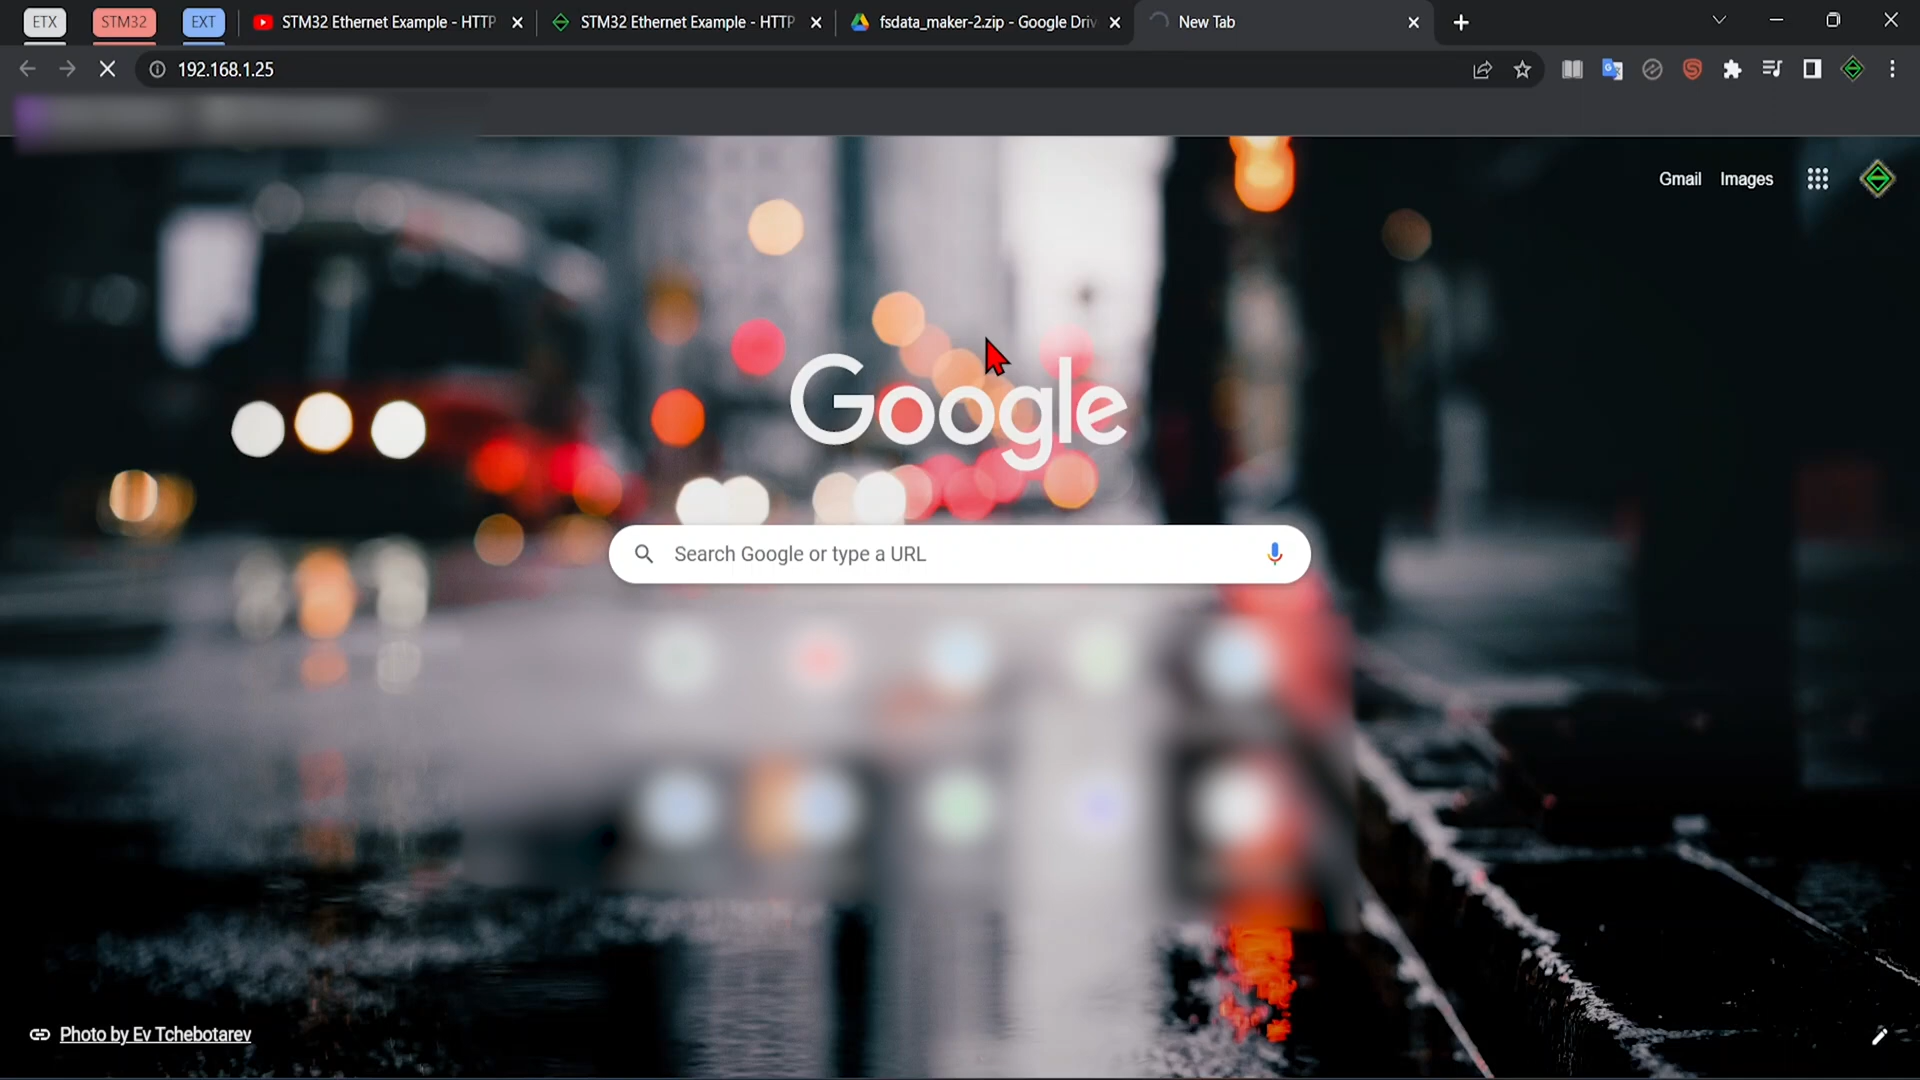 ETX
STM32
EXT
STM32 Ethernet Example - HTTP
STM32 Ethernet Example - HTTP
fsdata_maker-2.zip - Google Driv
New Tab
192.168.1.25
Gmail
Images
Google
Search Google or type a URL
Photo by Ev Tchebotarev